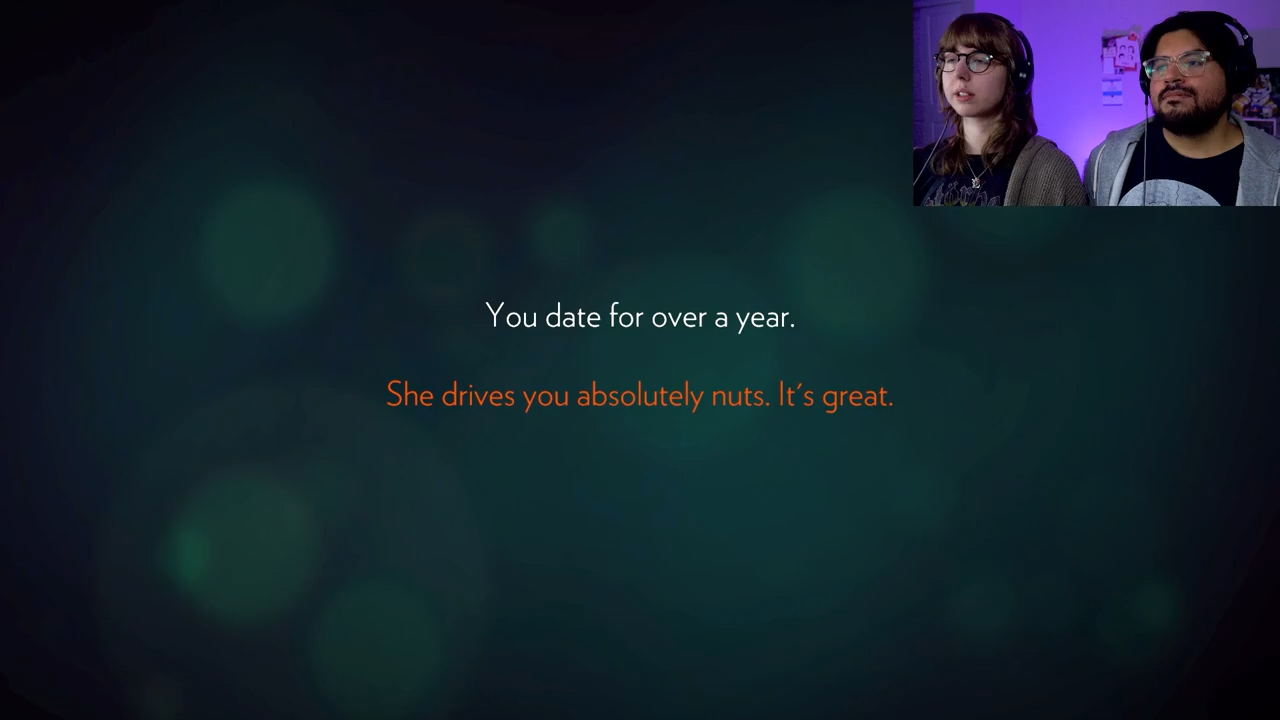 You date for over a year.
She drives you absolutely nuts. It's great.